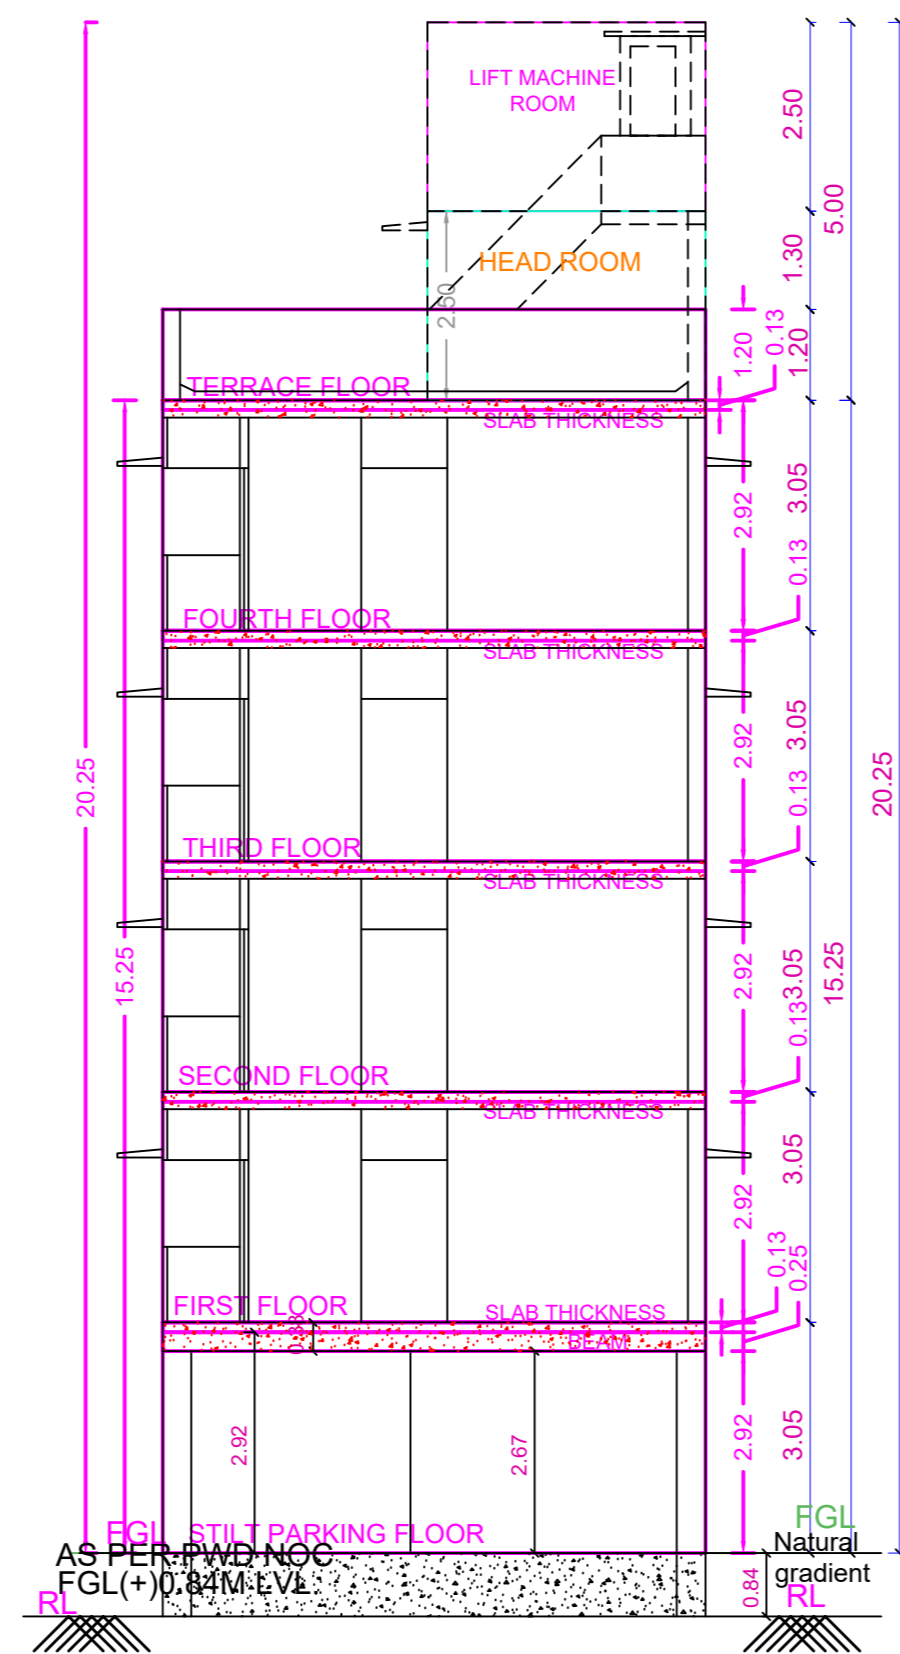 LIFT MACHINE
ROOM
2.50
5.00
1.30
HEAD ROOM
2.50
1.20
0.13
1.20
TERRACE FLOOR
SLAB THICKNESS
2.92
3.05
0.13
FOURTH FLOOR
SLAB THICKNESS
20.25
2.92
3.05
0.13
20.25
THIRD FLOOR
SLAB THICKNESS
15.25
2.92
3.05
15.25
0.13
SECOND FLOOR
SLAB THICKNESS
2.92
3.05
0.13
0.25
FIRST FLOOR
SLAB THICKNESS
0.38
BEAM
2.92
2.67
2.92
3.05
FGL
STILT PARKING FLOOR
FGL
Natural
gradient
AS PER PWD NOC
FGL(+)0.84M LVL.
0.84
RL
RL